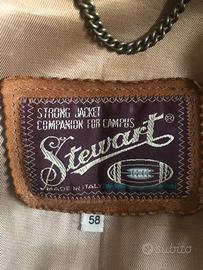 STRONG JACKET
COMPANION FOR CAMPUS
Stewart®
MADE IN ITALY
58
subito